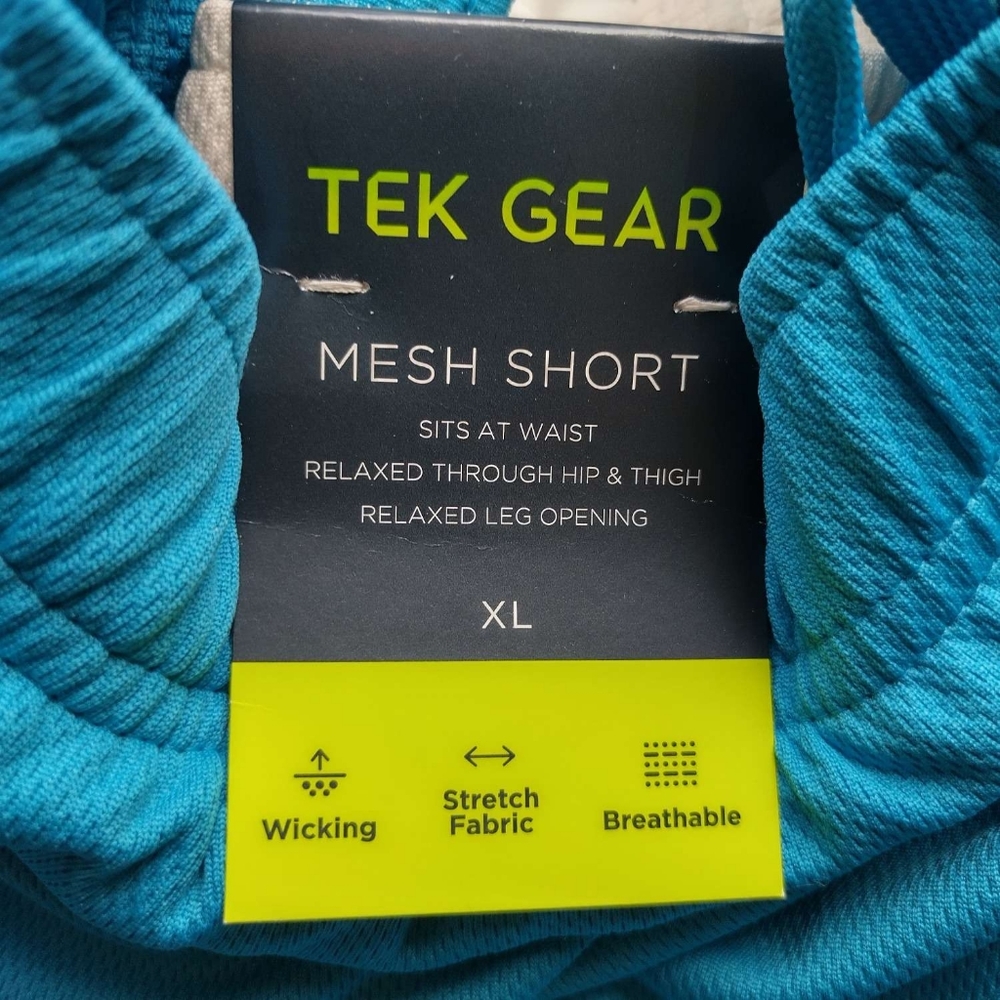 TEK GEAR
MESH SHORT
SITS AT WAIST
RELAXED THROUGH HIP & THIGH
RELAXED LEG OPENING
XL
Wicking
Stretch
Fabric
Breathable